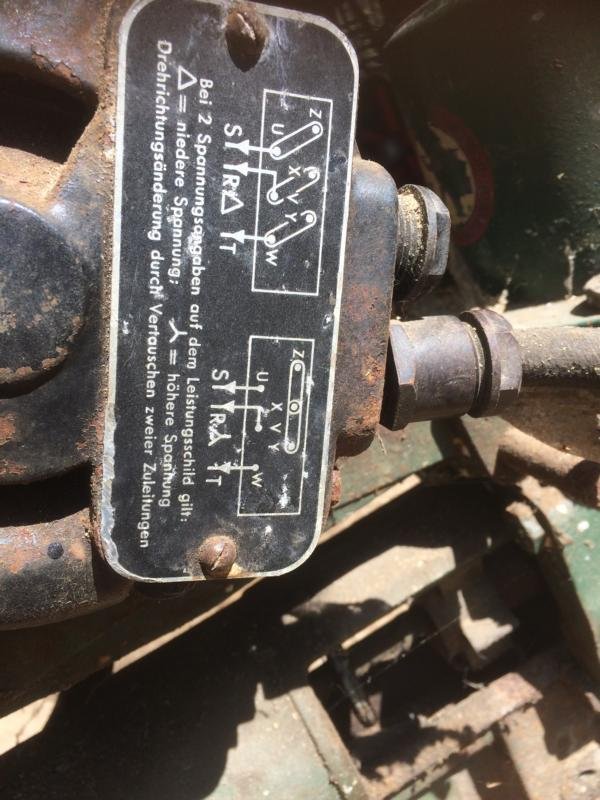 Z Z
X V Y X V Y
U W U W
S R △ T S R ⅄ T
Bei 2 Spannungsangaben auf dem Leistungsschild gilt:
△ = niedere Spannung; ⅄ = höhere Spannung
Drehrichtungsänderung durch Vertauschen zweier Zuleitungen